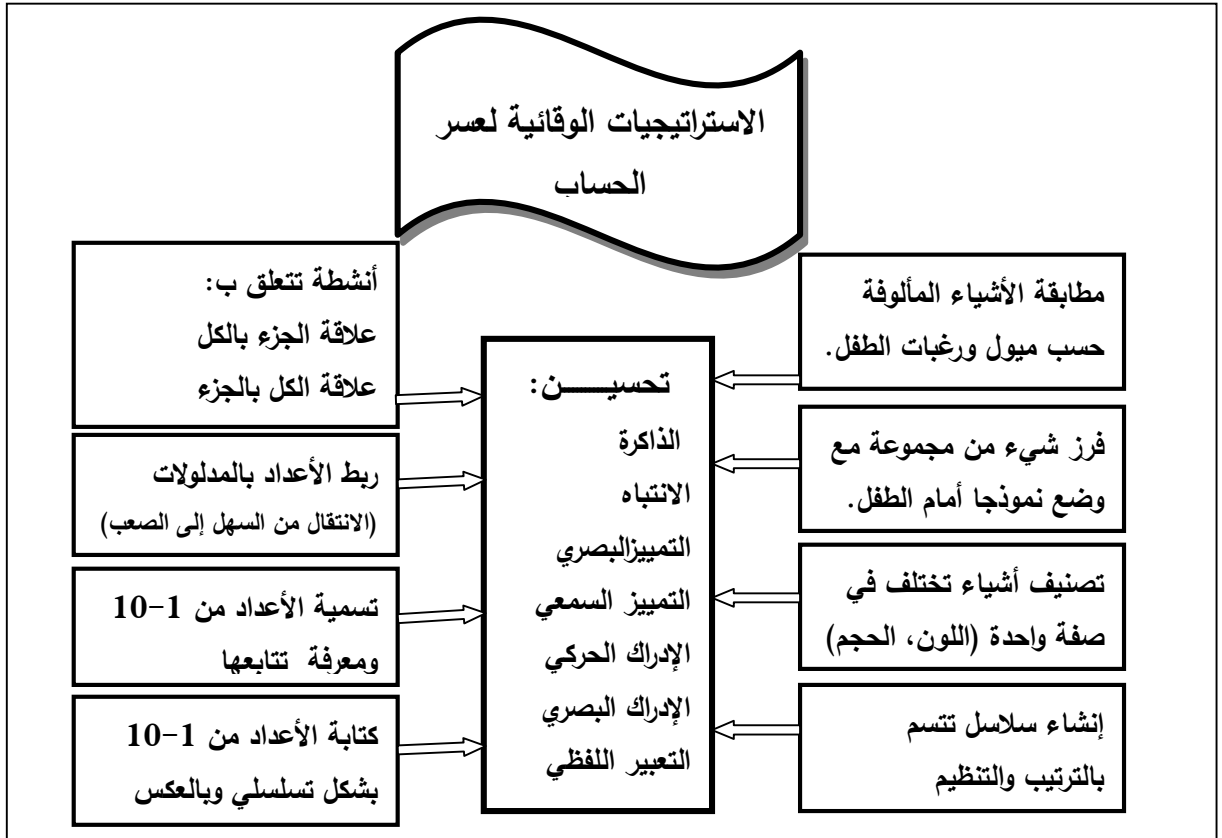 الاستراتيجيات الوقائية لعسر
الحساب
مطابقة الأشياء المألوفة
حسب ميول ورغبات الطفل.
فرز شيء من مجموعة مع
وضع نموذجا أمام الطفل.
تصنيف أشياء تختلف في
صفة واحدة (اللون، الحجم)
إنشاء سلاسل تتسم
بالترتيب والتنظيم
تحسيـــــن:
الذاكرة
الانتباه
التمييزالبصري
التمييز السمعي
الإدراك الحركي
الإدراك البصري
التعبير اللفظي
أنشطة تتعلق ب:
علاقة الجزء بالكل
علاقة الكل بالجزء
ربط الأعداد بالمدلولات
(الانتقال من السهل إلى الصعب)
تسمية الأعداد من 1-10
ومعرفة تتابعها
كتابة الأعداد من 1-10
بشكل تسلسلي وبالعكس